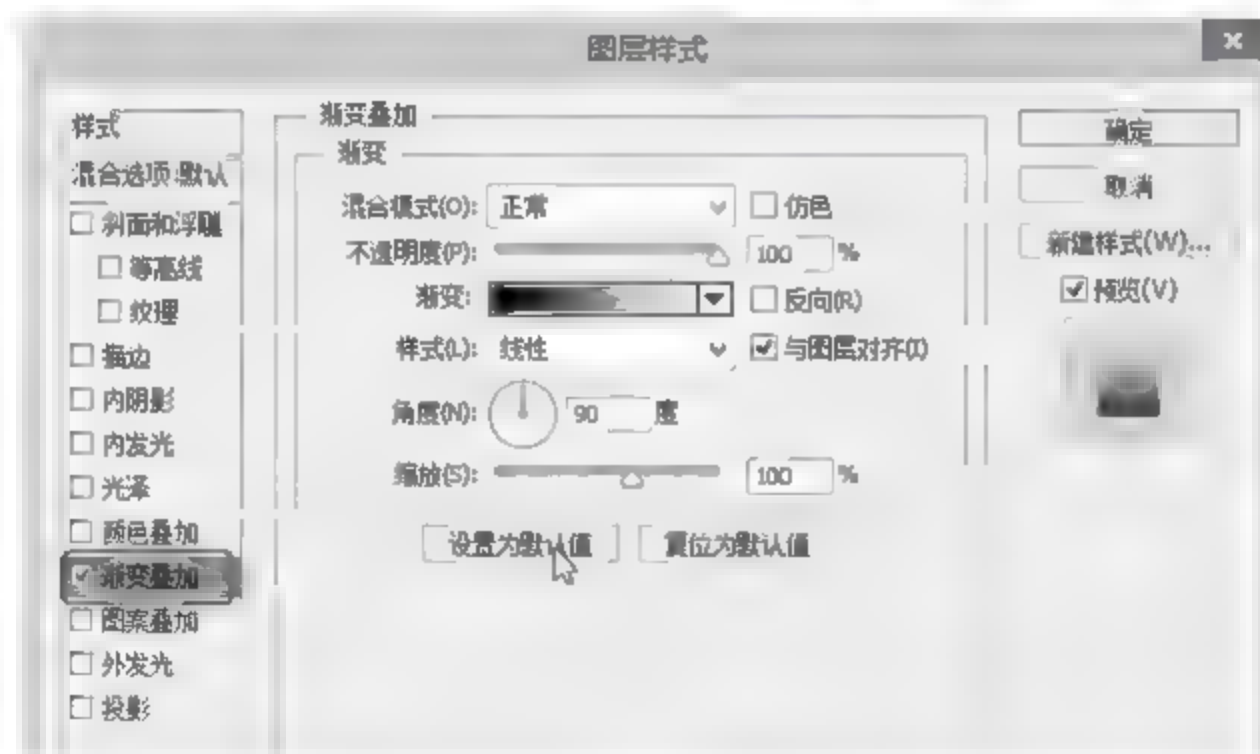 图层样式
样式
混合选项:默认
斜面和浮雕
等高线
纹理
描边
内阴影
内发光
光泽
颜色叠加
渐变叠加
图案叠加
外发光
投影
渐变叠加
渐变
混合模式(O): 正常 仿色
不透明度(P): 100 %
渐变: 反向(R)
样式(L): 线性 与图层对齐(I)
角度(N): 90 度
缩放(S): 100 %
设置为默认值 复位为默认值
确定
取消
新建样式(W)...
预览(V)